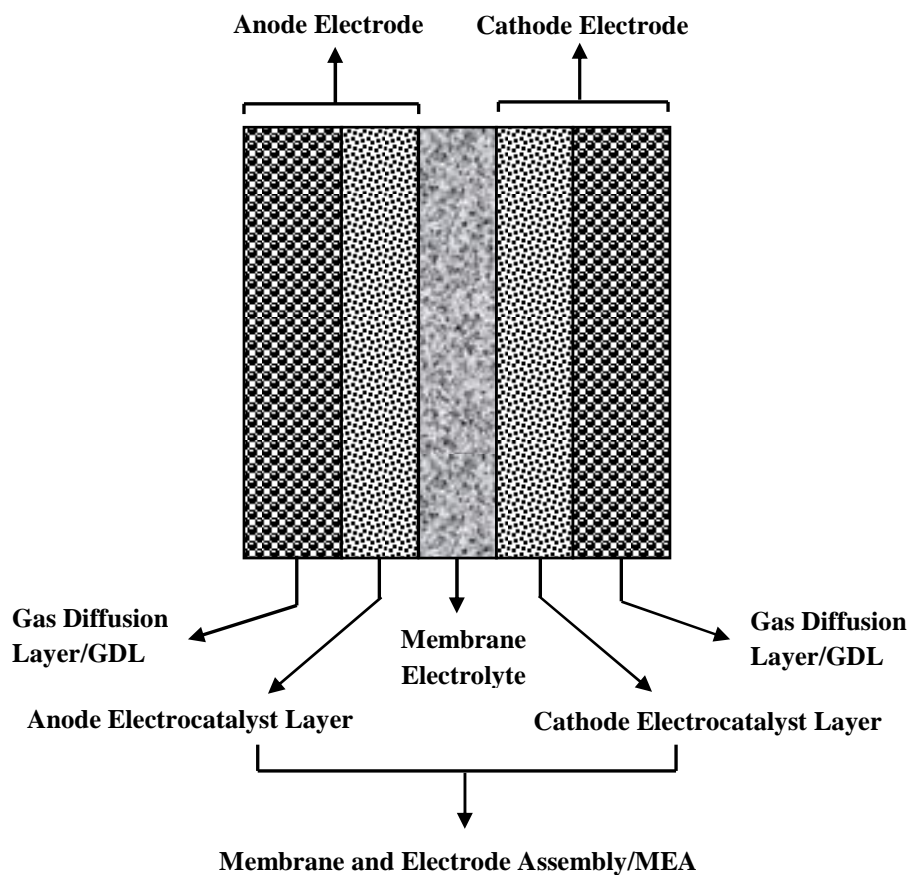 Anode Electrode
Cathode Electrode
Gas Diffusion
Layer/GDL
Membrane
Electrolyte
Gas Diffusion
Layer/GDL
Anode Electrocatalyst Layer
Cathode Electrocatalyst Layer
Membrane and Electrode Assembly/MEA